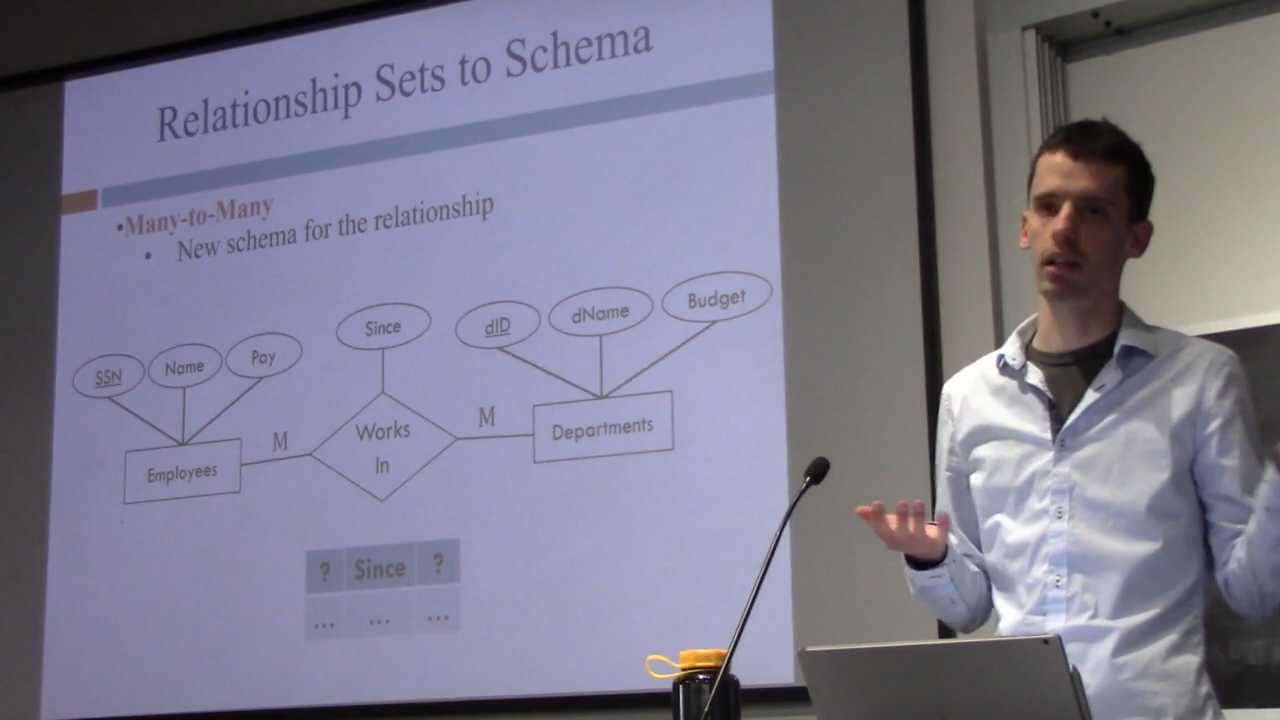 Relationship Sets to Schema
•Many-to-Many
• New schema for the relationship
SSN
Name
Pay
Since
dID
dName
Budget
Employees
M
Works
In
M
Departments
? Since ?
... ... ...